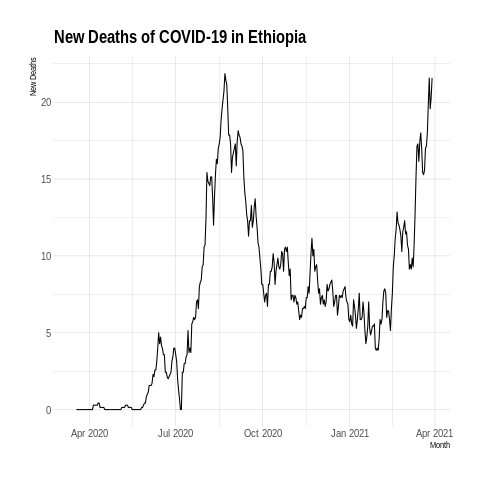 New Deaths of COVID-19 in Ethiopia
New Deaths
20
15
10
5
0
Apr 2020 Jul 2020 Oct 2020 Jan 2021 Apr 2021
Month